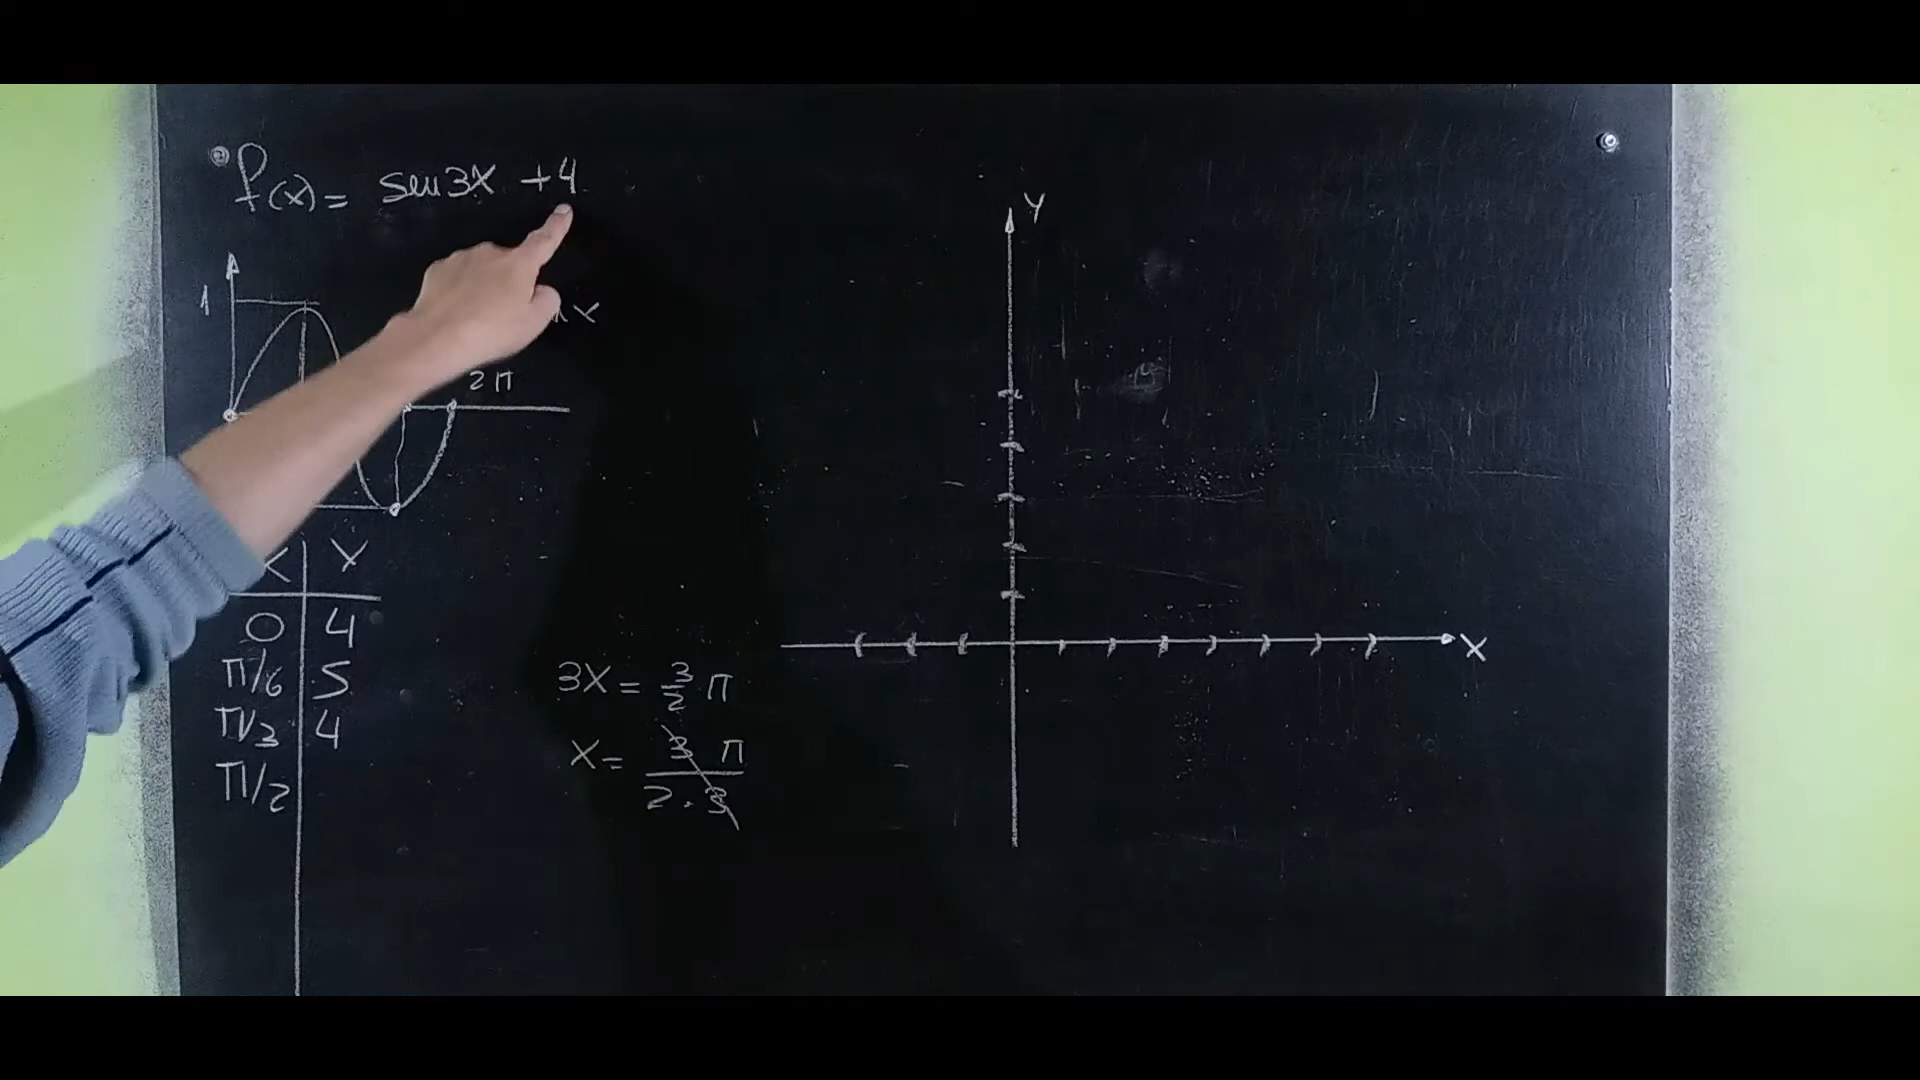 f(x) = sen3x + 4
Y
1
x
2π
X Y
0 4
π/6 5
π/3 4
π/2
3X = 3/2 π
X = 3 π / 2 . 3
X